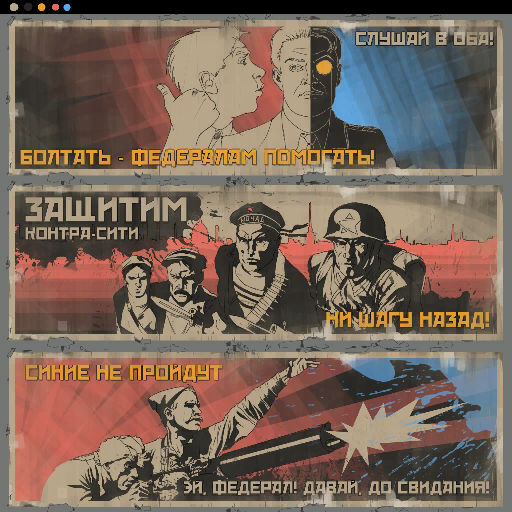 СЛУШАЙ В ОБА!
БОЛТАТЬ - ФЕДЕРАЛАМ ПОМОГАТЬ!
ЗАЩИТИМ
КОНТРА-СИТИ
НИ ШАГУ НАЗАД!
СИНИЕ НЕ ПРОЙДУТ
ЭЙ, ФЕДЕРАЛ! ДАВАЙ, ДО СВИДАНИЯ!